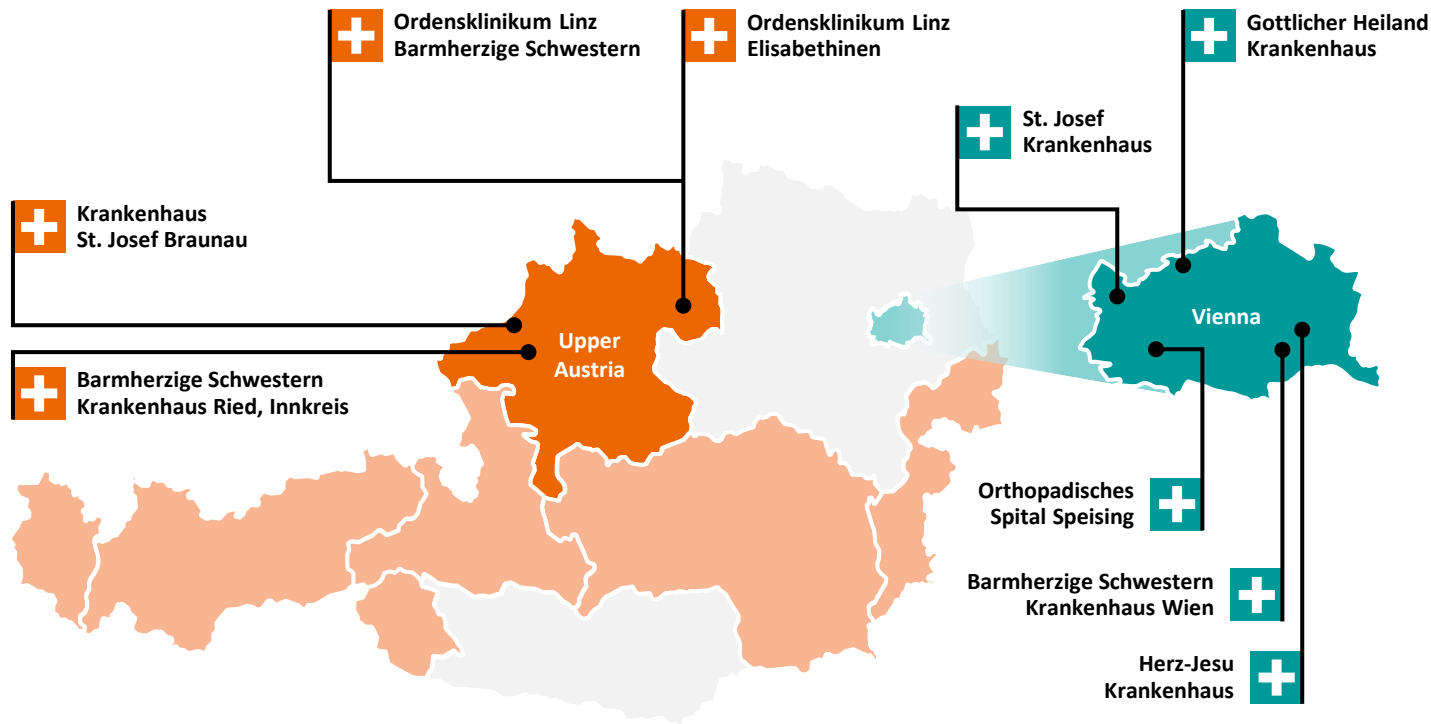 Ordensklinikum Linz
Barmherzige Schwestern
Ordensklinikum Linz
Elisabethinen
Gottlicher Heiland
Krankenhaus
St. Josef
Krankenhaus
Krankenhaus
St. Josef Braunau
Vienna
Upper
Austria
Barmherzige Schwestern
Krankenhaus Ried, Innkreis
Orthopadisches
Spital Speising
Barmherzige Schwestern
Krankenhaus Wien
Herz-Jesu
Krankenhaus